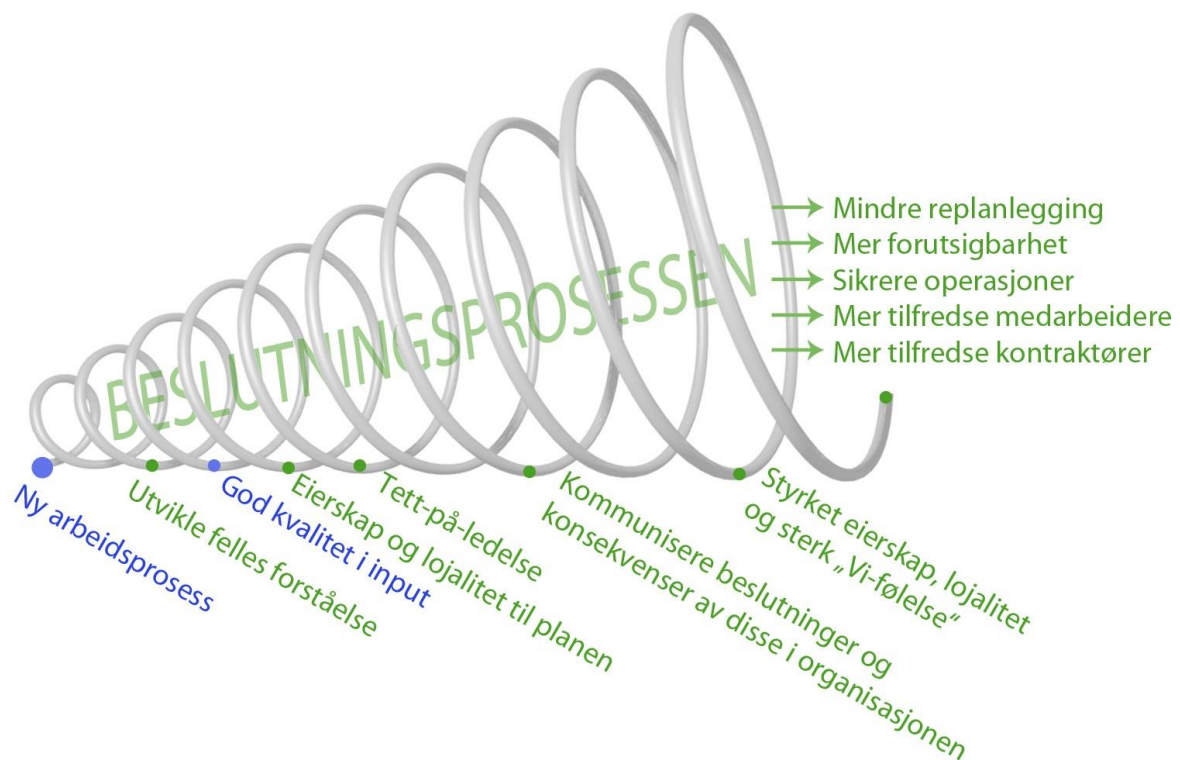 BESLUTNINGSPROSESSEN
Mindre replanlegging
Mer forutsigbarhet
Sikrere operasjoner
Mer tilfredse medarbeidere
Mer tilfredse kontraktører
Ny arbeidsprosess
Utvikle felles forståelse
God kvalitet i input
Eierskap og lojalitet til planen
Tett-på-ledelse
Kommunisere beslutninger og
konsekvenser av disse i organisasjonen
Styrket eierskap, lojalitet
og sterk „Vi-følelse“